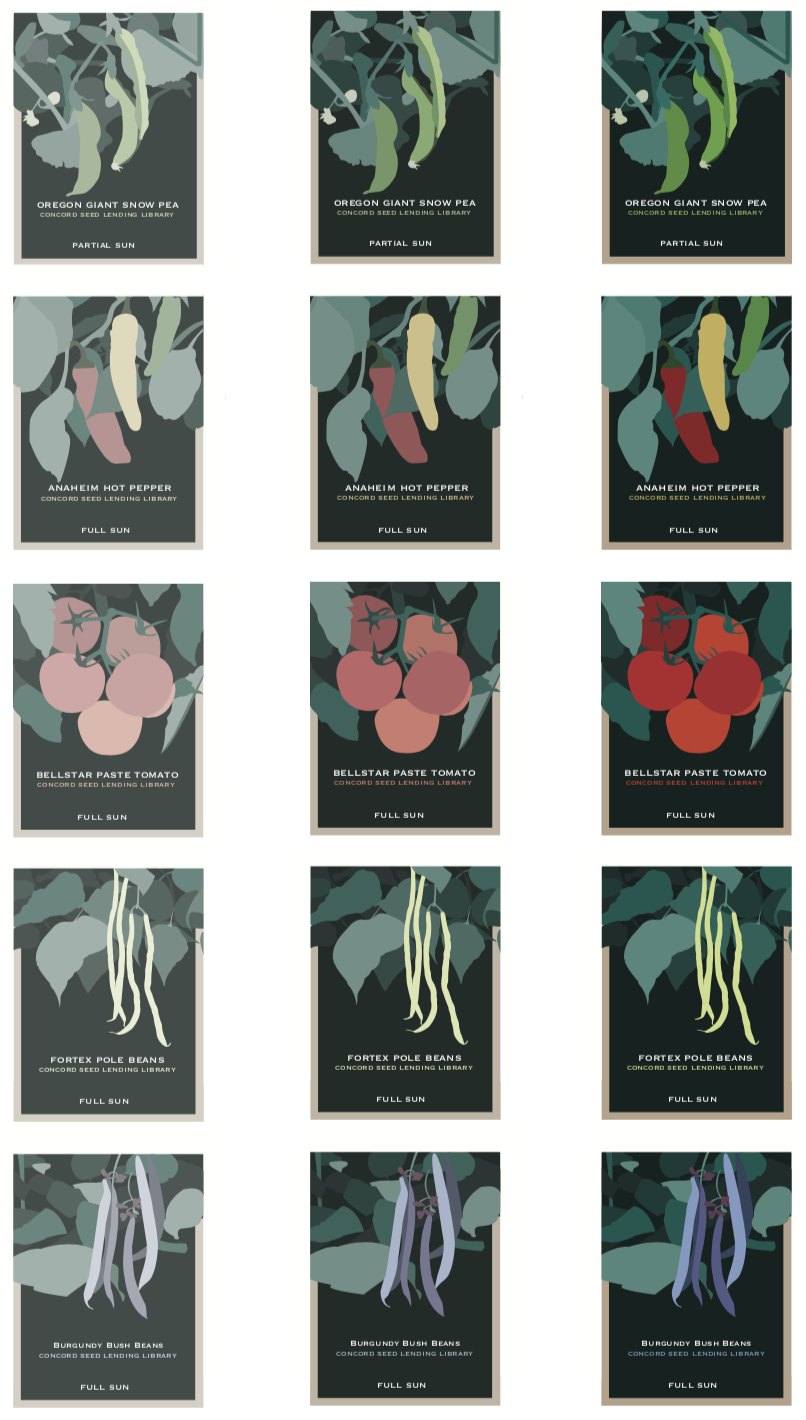 OREGON GIANT SNOW PEA
CONCORD SEED LENDING LIBRARY
PARTIAL SUN
OREGON GIANT SNOW PEA
CONCORD SEED LENDING LIBRARY
PARTIAL SUN
OREGON GIANT SNOW PEA
CONCORD SEED LENDING LIBRARY
PARTIAL SUN
ANAHEIM HOT PEPPER
CONCORD SEED LENDING LIBRARY
FULL SUN
ANAHEIM HOT PEPPER
CONCORD SEED LENDING LIBRARY
FULL SUN
ANAHEIM HOT PEPPER
CONCORD SEED LENDING LIBRARY
FULL SUN
BELLSTAR PASTE TOMATO
CONCORD SEED LENDING LIBRARY
FULL SUN
BELLSTAR PASTE TOMATO
CONCORD SEED LENDING LIBRARY
FULL SUN
BELLSTAR PASTE TOMATO
CONCORD SEED LENDING LIBRARY
FULL SUN
FORTEX POLE BEANS
CONCORD SEED LENDING LIBRARY
FULL SUN
FORTEX POLE BEANS
CONCORD SEED LENDING LIBRARY
FULL SUN
FORTEX POLE BEANS
CONCORD SEED LENDING LIBRARY
FULL SUN
BURGUNDY BUSH BEANS
CONCORD SEED LENDING LIBRARY
FULL SUN
BURGUNDY BUSH BEANS
CONCORD SEED LENDING LIBRARY
FULL SUN
BURGUNDY BUSH BEANS
CONCORD SEED LENDING LIBRARY
FULL SUN